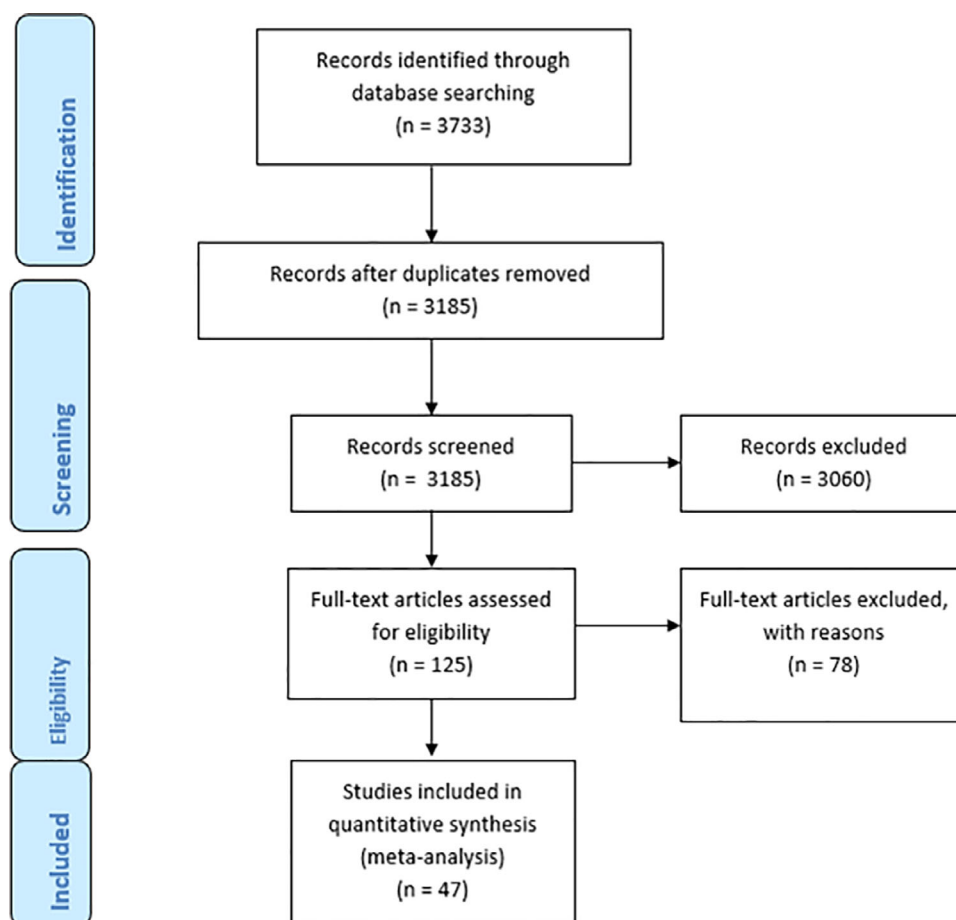 Identification
Records identified through
database searching
(n = 3733)
Records after duplicates removed
(n = 3185)
Screening
Records screened
(n =  3185)
Records excluded
(n = 3060)
Eligibility
Full-text articles assessed
for eligibility
(n = 125)
Full-text articles excluded,
with reasons
(n = 78)
Included
Studies included in
quantitative synthesis
(meta-analysis)
(n = 47)